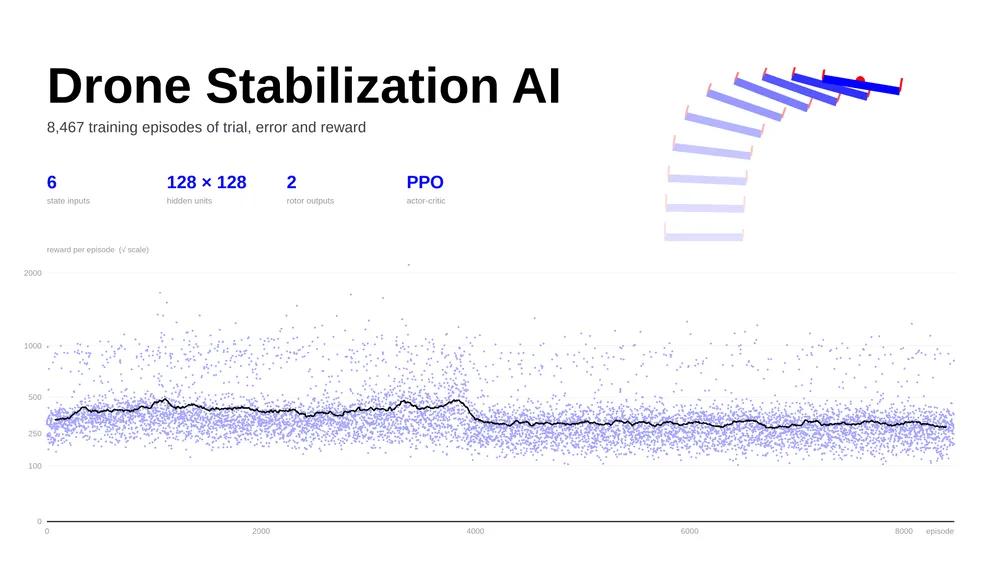 Drone Stabilization AI
8,467 training episodes of trial, error and reward
6
128 × 128
2
PPO
state inputs
hidden units
rotor outputs
actor-critic
reward per episode (√ scale)
2000
1000
500
250
100
0
0
2000
4000
6000
8000
episode